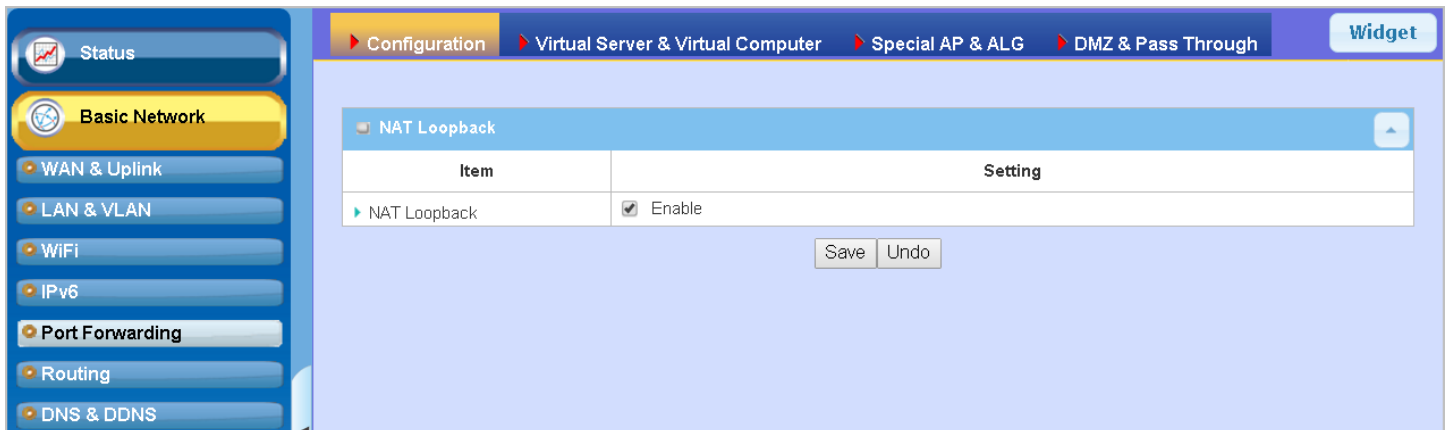 Status
Basic Network
WAN & Uplink
LAN & VLAN
WiFi
IPv6
Port Forwarding
Routing
DNS & DDNS
Configuration Virtual Server & Virtual Computer Special AP & ALG DMZ & Pass Through Widget
NAT Loopback
Item Setting
NAT Loopback Enable
Save Undo